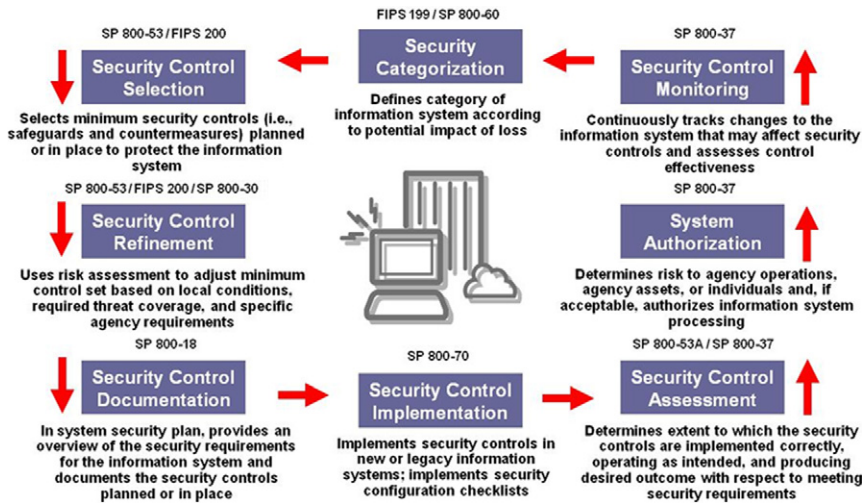 FIPS 199 / SP 800-60
Security
Categorization
Defines category of
information system according
to potential impact of loss
SP 800-53 / FIPS 200
Security Control
Selection
Selects minimum security controls (i.e.,
safeguards and countermeasures) planned
or in place to protect the information
system
SP 800-53 / FIPS 200 / SP 800-30
Security Control
Refinement
Uses risk assessment to adjust minimum
control set based on local conditions,
required threat coverage, and specific
agency requirements
SP 800-18
Security Control
Documentation
In system security plan, provides an
overview of the security requirements
for the information system and
documents the security controls
planned or in place
SP 800-70
Security Control
Implementation
Implements security controls in
new or legacy information
systems; implements security
configuration checklists
SP 800-53A / SP 800-37
Security Control
Assessment
Determines extent to which the security
controls are implemented correctly,
operating as intended, and producing
desired outcome with respect to meeting
security requirements
SP 800-37
System
Authorization
Determines risk to agency operations,
agency assets, or individuals and, if
acceptable, authorizes information system
processing
SP 800-37
Security Control
Monitoring
Continuously tracks changes to the
information system that may affect security
controls and assesses control
effectiveness